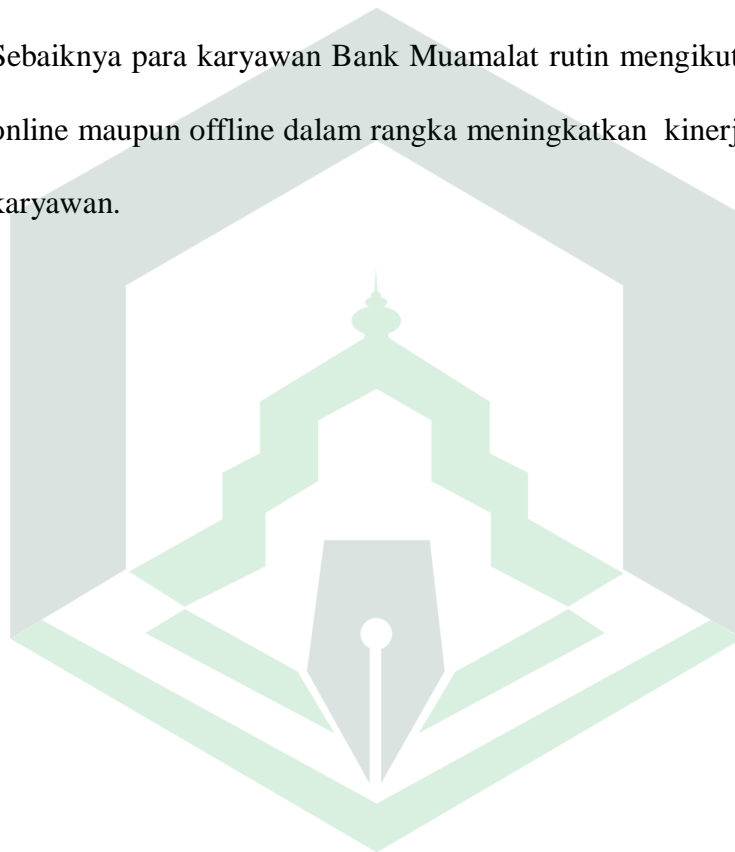 Sebaiknya para karyawan Bank Muamalat rutin mengikut
online maupun offline dalam rangka meningkatkan kinerj
karyawan.